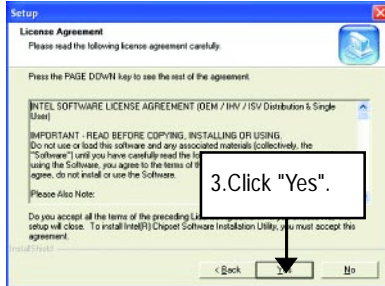 Setup
License Agreement
Please read the following license agreement carefully.
Press the PAGE DOWN key to see the rest of the agreement.
INTEL SOFTWARE LICENSE AGREEMENT (OEM / IHV / ISV Distribution & Single
User)
IMPORTANT - READ BEFORE COPYING, INSTALLING OR USING.
Do not use or load this software and any associated materials (collectively, the
"Software") until you have carefully read the fo
using the Software, you agree to the terms of th
agree, do not install or use the Software.
Please Also Note:
3.Click "Yes".
Do you accept all the terms of the preceding Li
setup will close. To install Intel(R) Chipset Software Installation Utility, you must accept this
agreement.
InstallShield
< Back
Yes
No